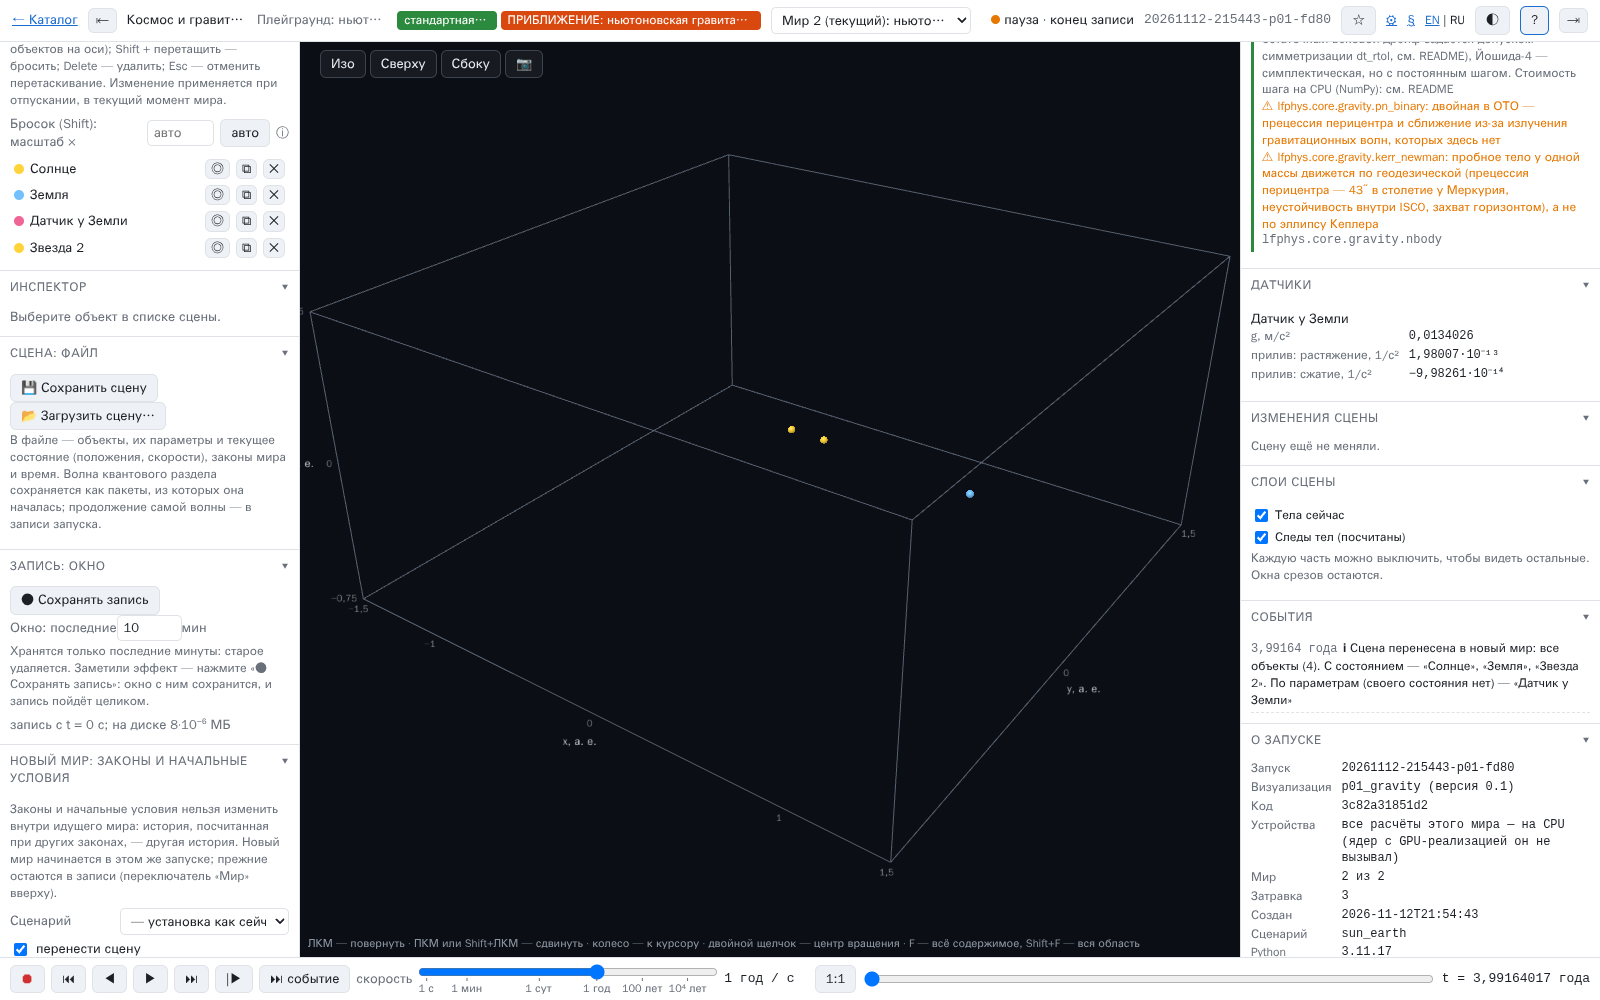 ← Каталог
⇤
Космос и гравит···
Плейграунд: ньют···
стандартная···
ПРИБЛИЖЕНИЕ: ньютоновская гравита···
Мир 2 (текущий): ньюто···
пауза · конец записи
20261112-215443-p01-fd80
☆
⚙
§
EN | RU
?
⇥
объектов на оси); Shift + перетащить —
бросить; Delete — удалить; Esc — отменить
перетаскивание. Изменение применяется при
отпускании, в текущий момент мира.
Бросок (Shift):
масштаб ×
авто
авто
ⓘ
Солнце
Земля
Датчик у Земли
Звезда 2
ИНСПЕКТОР
Выберите объект в списке сцены.
СЦЕНА: ФАЙЛ
💾 Сохранить сцену
📂 Загрузить сцену···
В файле — объекты, их параметры и текущее
состояние (положения, скорости), законы мира
и время. Волна квантового раздела
сохраняется как пакеты, из которых она
началась; продолжение самой волны — в
записи запуска.
ЗАПИСЬ: ОКНО
● Сохранять запись
Окно: последние 10 мин
Хранятся только последние минуты: старое
удаляется. Заметили эффект — нажмите «●
Сохранять запись»: окно с ним сохранится, и
запись пойдёт целиком.
запись с t = 0 с; на диске 8·10⁻⁶ МБ
НОВЫЙ МИР: ЗАКОНЫ И НАЧАЛЬНЫЕ
УСЛОВИЯ
Законы и начальные условия нельзя изменить
внутри идущего мира: история, посчитанная
при других законах, — другая история. Новый
мир начинается в этом же запуске; прежние
остаются в записи (переключатель «Мир»
вверху).
Сценарий
— установка как сейч
перенести сцену
Изо
Сверху
Сбоку
е.
0
−0,75
−1,5
−1
0
x, а. е.
1
1,5
0
y, а. е.
1,5
ЛКМ — повернуть · ПКМ или Shift+ЛКМ — сдвинуть · колесо — к курсору · двойной щелчок — центр вращения · F — всё содержимое, Shift+F — вся область
симметризации dt_rtol, см. README), Йошида-4 —
симплектическая, но с постоянным шагом. Стоимость
шага на CPU (NumPy): см. README
⚠ lfphys.core.gravity.pn_binary: двойная в ОТО —
прецессия перицентра и сближение из-за излучения
гравитационных волн, которых здесь нет
⚠ lfphys.core.gravity.kerr_newman: пробное тело у одной
массы движется по геодезической (прецессия
перицентра — 43″ в столетие у Меркурия,
неустойчивость внутри ISCO, захват горизонтом), а не
по эллипсу Кеплера
lfphys.core.gravity.nbody
ДАТЧИКИ
Датчик у Земли
g, м/с² 0,0134026
прилив: растяжение, 1/с² 1,98007·10⁻¹³
прилив: сжатие, 1/с² −9,98261·10⁻¹⁴
ИЗМЕНЕНИЯ СЦЕНЫ
Сцену ещё не меняли.
СЛОИ СЦЕНЫ
Тела сейчас
Следы тел (посчитаны)
Каждую часть можно выключить, чтобы видеть остальные.
Окна срезов остаются.
СОБЫТИЯ
3,99164 года ℹ Сцена перенесена в новый мир: все
объекты (4). С состоянием — «Солнце», «Земля», «Звезда
2». По параметрам (своего состояния нет) — «Датчик у
Земли»
О ЗАПУСКЕ
Запуск 20261112-215443-p01-fd80
Визуализация p01_gravity (версия 0.1)
Код 3c82a31851d2
Устройства все расчёты этого мира — на CPU
(ядер с GPU-реализацией он не
вызывал)
Мир 2 из 2
Затравка 3
Создан 2026-11-12T21:54:43
Сценарий sun_earth
Python 3.11.17
⏭ событие
скорость
1 с
1 мин
1 сут
1 год
100 лет
10⁴ лет
1 год / с
1:1
t = 3,99164017 года